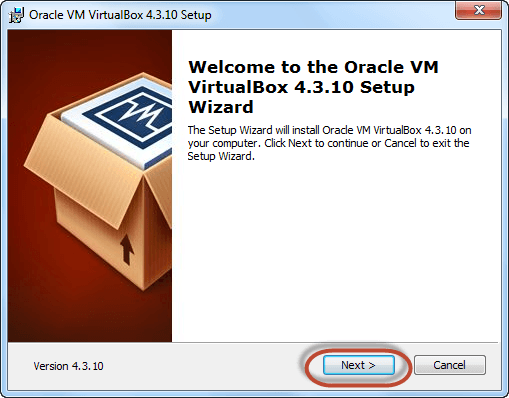 Oracle VM VirtualBox 4.3.10 Setup
Welcome to the Oracle VM
VirtualBox 4.3.10 Setup
Wizard
The Setup Wizard will install Oracle VM VirtualBox 4.3.10 on
your computer. Click Next to continue or Cancel to exit the
Setup Wizard.
Version 4.3.10
Next >
Cancel